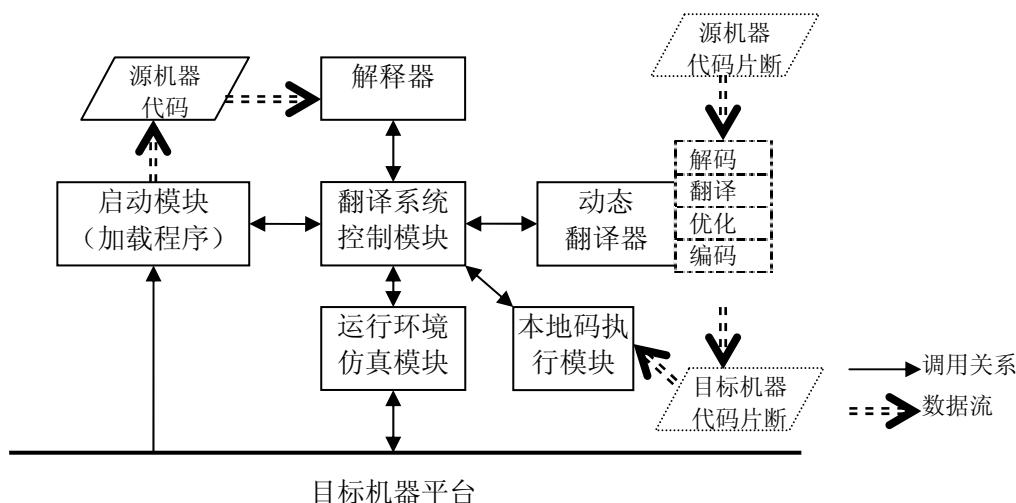 源机器
代码
解释器
源机器
代码片断
启动模块
(加载程序)
翻译系统
控制模块
动态
翻译器
解码
翻译
优化
编码
运行环境
仿真模块
本地码执
行模块
目标机器
代码片断
调用关系
数据流
目标机器平台